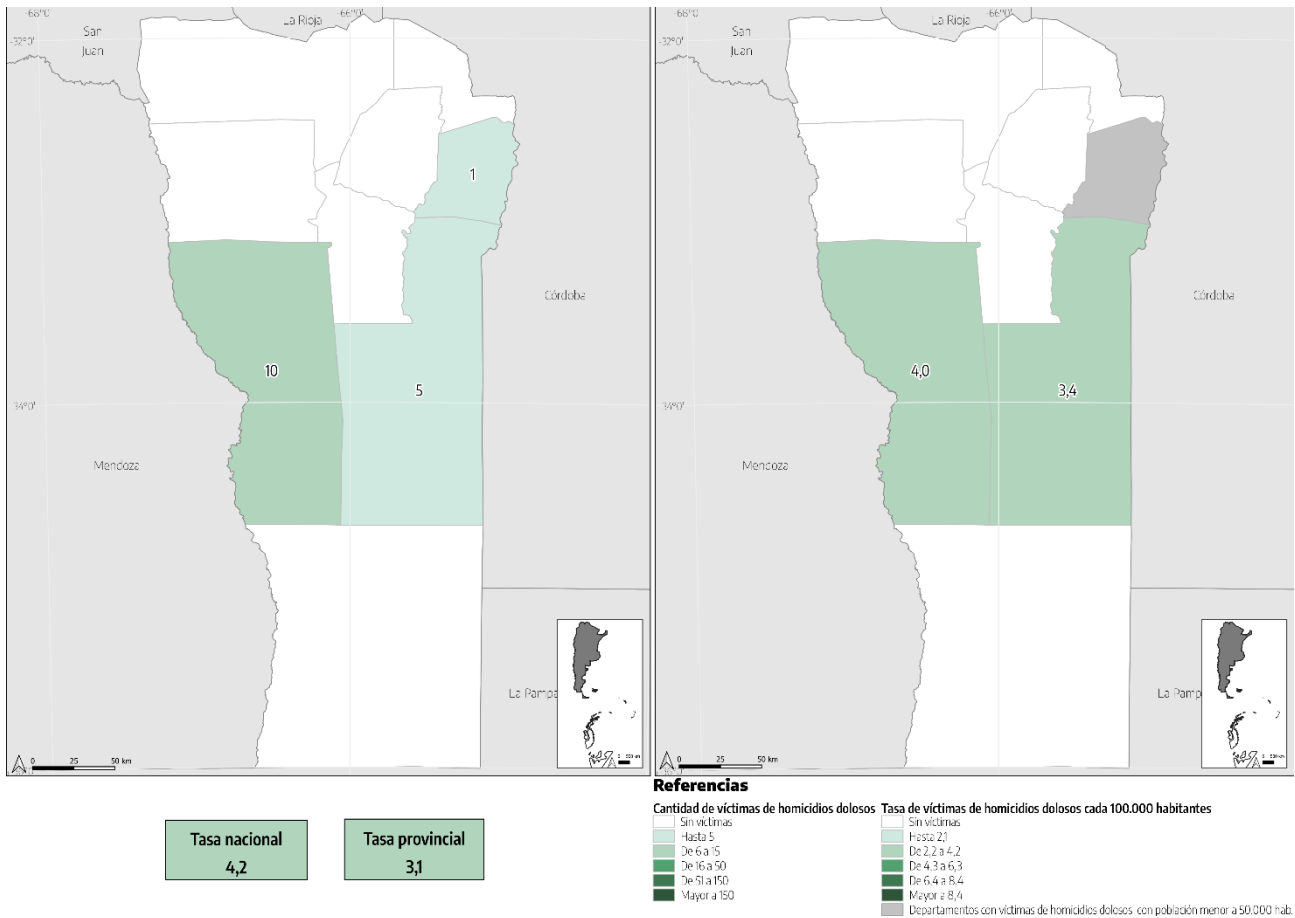 -66°0'
La Rioja
-66°0'
La Rioja
San
Juan
San
Juan
-32°0'
-32°0'
1
Córdoba
Córdoba
10
5
4,0
3,4
34°0'
34°0'
Mendoza
Mendoza
La Pampa
La Pamp
0 25 50 km
0 25 50 km
Referencias
Cantidad de víctimas de homicidios dolosos
Sin víctimas
Hasta 5
De 6 a 15
De 16 a 50
De 51 a 150
Mayor a 150
Tasa de víctimas de homicidios dolosos cada 100.000 habitantes
Sin víctimas
Hasta 2,1
De 2,2 a 4,2
De 4,3 a 6,3
De 6,4 a 8,4
Mayor a 8,4
Departamentos con víctimas de homicidios dolosos con población menor a 50.000 hab.
Tasa nacional
4,2
Tasa provincial
3,1